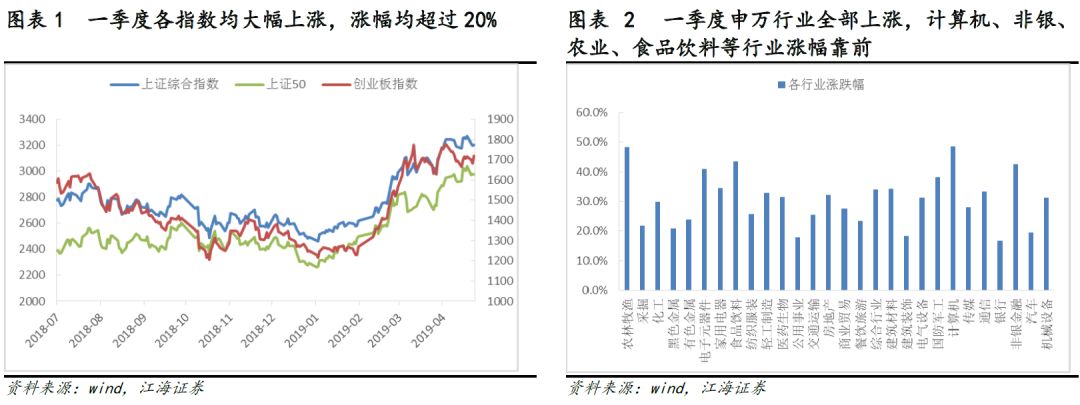 图表 1 一季度各指数均大幅上涨，涨幅均超过 20%
上证综合指数 上证50 创业板指数
3400
3200
3000
2800
2600
2400
2200
2000
1800
1700
1600
1500
1400
1300
1200
1100
1000
2018-07
2018-08
2018-09
2018-10
2018-11
2018-12
2019-01
2019-02
2019-03
2019-04
资料来源：wind，江海证券
图表 2 一季度申万行业全部上涨，计算机、非银、
农业、食品饮料等行业涨幅靠前
各行业涨跌幅
60.0%
50.0%
40.0%
30.0%
20.0%
10.0%
0.0%
农林牧渔
采掘
化工
黑色金属
有色金属
电子元器件
家用电器
食品饮料
纺织服装
轻工制造
医药生物
公用事业
交通运输
房地产
商业贸易
餐饮旅游
综合行业
建筑材料
建筑装饰
电气设备
国防军工
计算机
传媒
通信
银行
非银金融
汽车
机械设备
资料来源：wind，江海证券